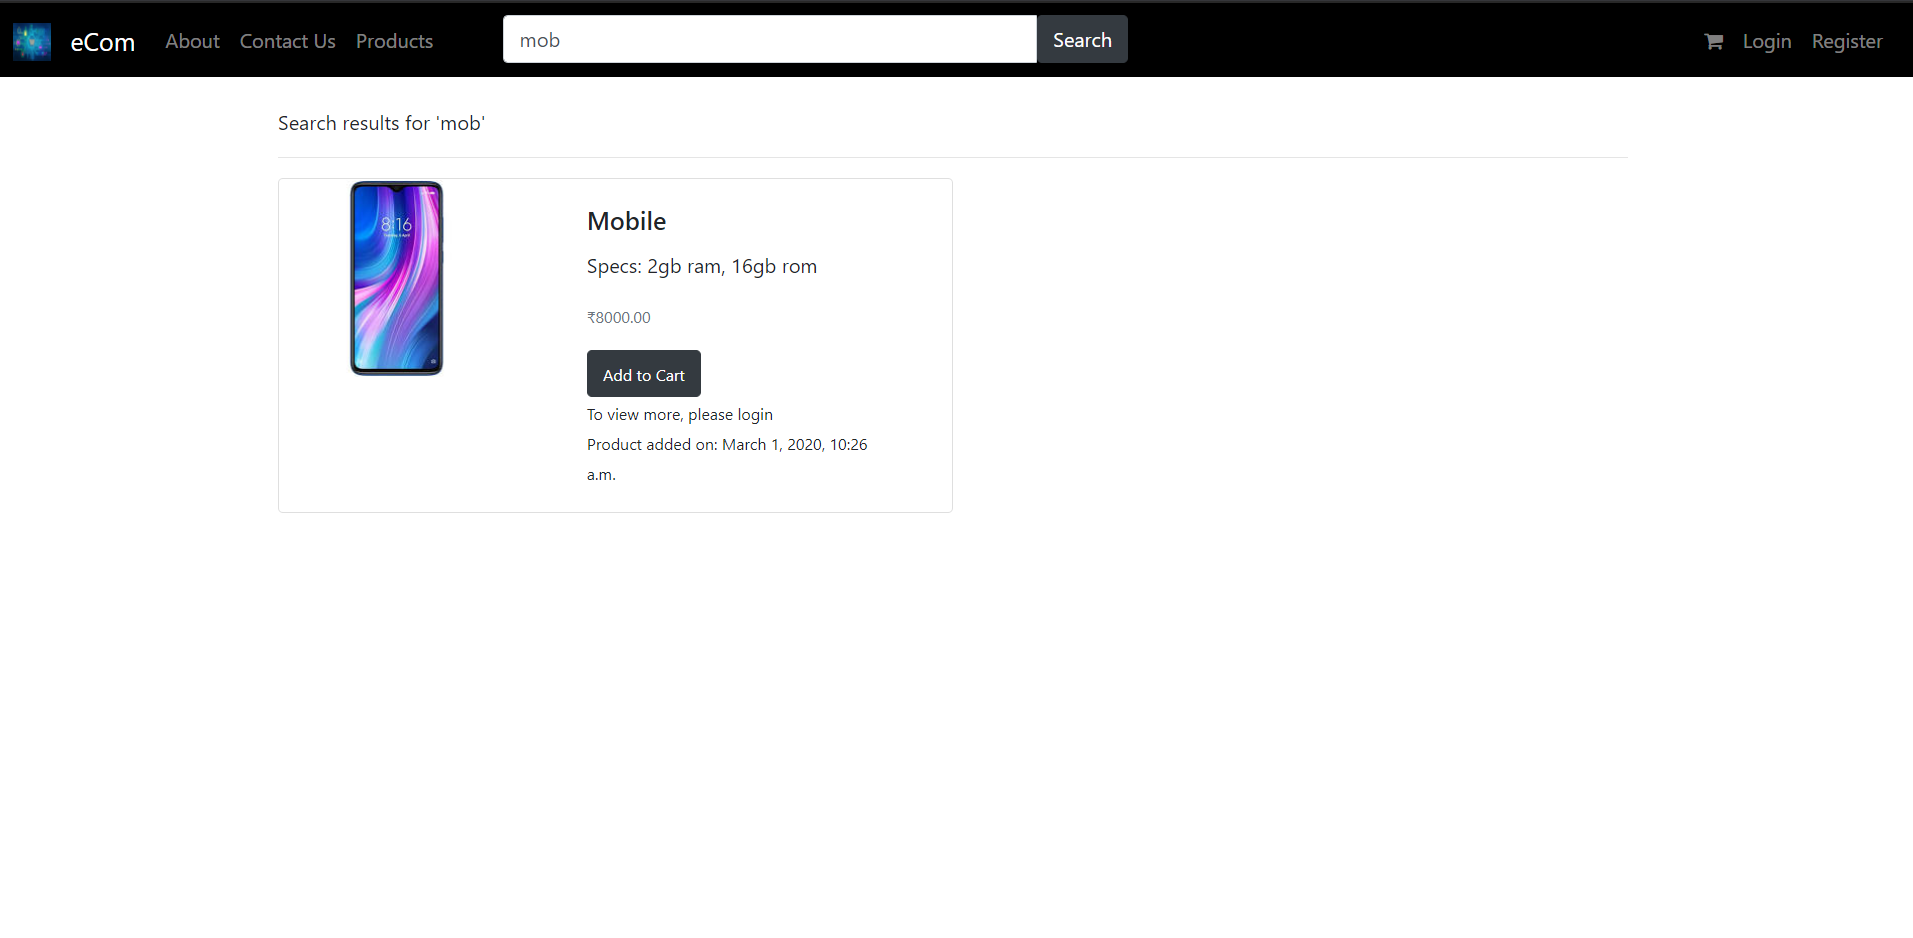 eCom About Contact Us Products mob Search Login Register
Search results for 'mob'
8:16
Mobile
Specs: 2gb ram, 16gb rom
₹8000.00
Add to Cart
To view more, please login
Product added on: March 1, 2020, 10:26
a.m.